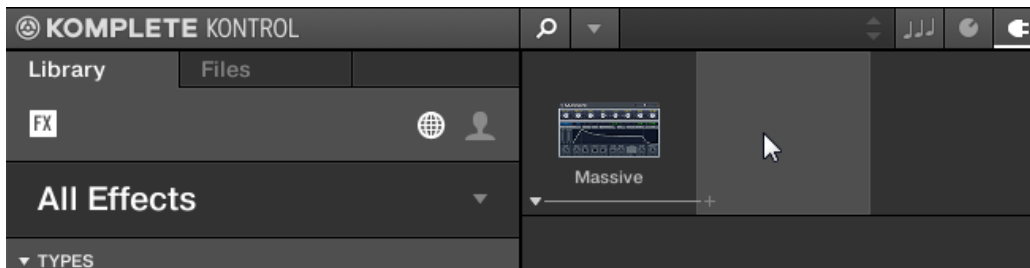 KOMPLETE KONTROL
Library Files
FX
All Effects
Massive
TYPES